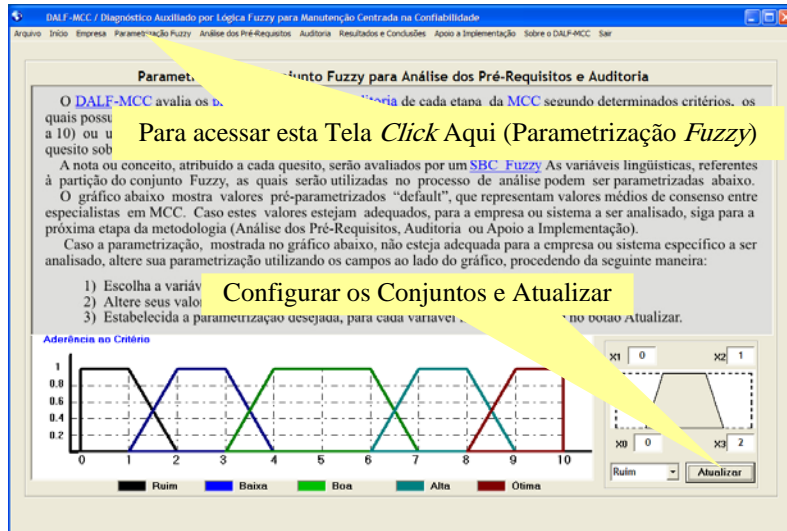 DALF-MCC / Diagnóstico Auxiliado por Lógica Fuzzy para Manutenção Centrada na Confiabilidade
Arquivo Início Empresa Parametrização Fuzzy Análise dos Pré-Requisitos Auditoria Resultados e Conclusões Apoio a Implementação Sobre o DALF-MCC Sair
Paramet unto Fuzzy para Análise dos Pré-Requisitos e Auditoria
O DALF-MCC avalia os itoria de cada etapa da MCC segundo determinados critérios, os
quais possu
a 10) ou u
quesito sob
Para acessar esta Tela Click Aqui (Parametrização Fuzzy)
A nota ou conceito, atribuído a cada quesito, serão avaliados por um SBC Fuzzy As variáveis lingüísticas, referentes
à partição do conjunto Fuzzy, as quais serão utilizadas no processo de análise podem ser parametrizadas abaixo.
O gráfico abaixo mostra valores pré-parametrizados “default”, que representam valores médios de consenso entre
especialistas em MCC. Caso estes valores estejam adequados, para a empresa ou sistema a ser analisado, siga para a
próxima etapa da metodologia (Análise dos Pré-Requisitos, Auditoria ou Apoio a Implementação).
Caso a parametrização, mostrada no gráfico abaixo, não esteja adequada para a empresa ou sistema específico a ser
analisado, altere sua parametrização utilizando os campos ao lado do gráfico, procedendo da seguinte maneira:
1) Escolha a variáv
2) Altere seus valo
3) Estabelecida a parametrização desejada, para cada variável no botão Atualizar.
Configurar os Conjuntos e Atualizar
Aderência ao Critério
1
0.8
0.6
0.4
0.2
0 1 2 3 4 5 6 7 8 9 10
Ruim Baixa Boa Alta Ótima
X1 0 X2 1
X0 0 X3 2
Ruim Atualizar